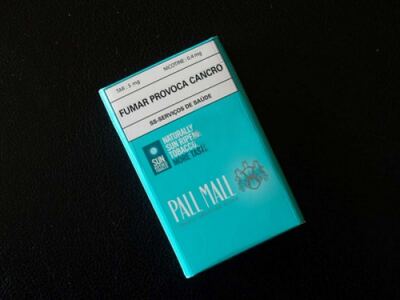 TAR: 5 mg NICOTINE: 0,4 mg
FUMAR PROVOCA CANCRO
SS-SERVIÇOS DE SAÚDE
SUN
NATURALLY
SUN RIPENED
TOBACCO.
MORE TASTE.
PALL MALL